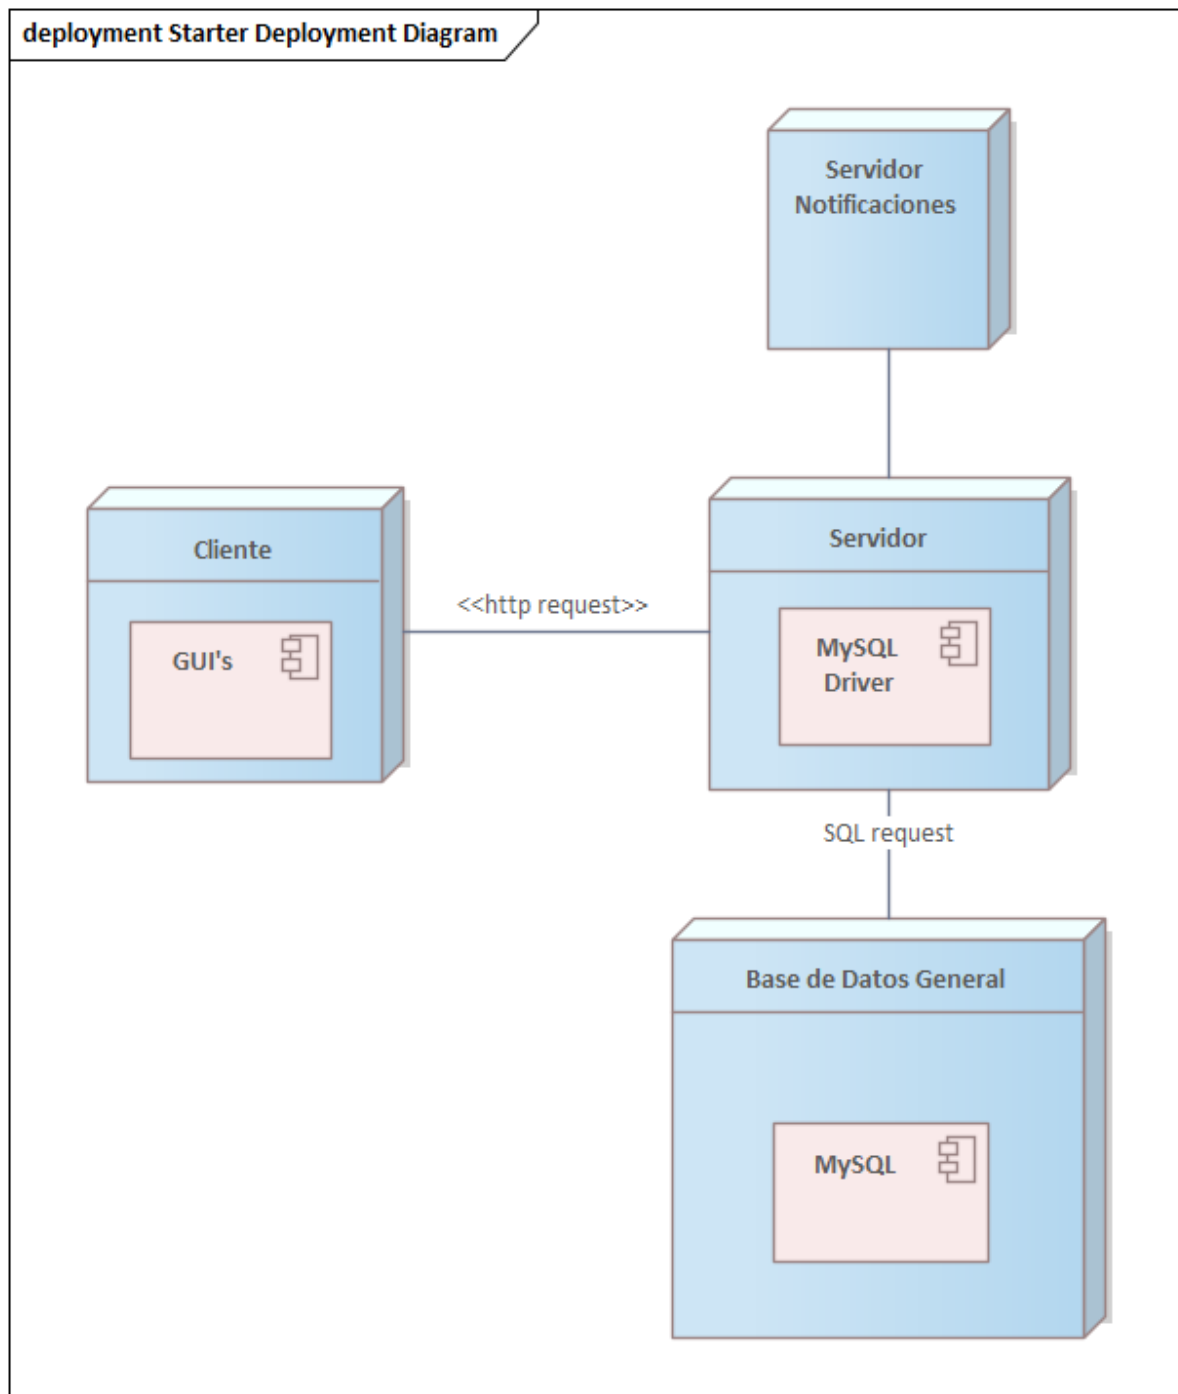 deployment Starter Deployment Diagram
Servidor
Notificaciones
Cliente
GUI's
<<http request>>
Servidor
MySQL
Driver
SQL request
Base de Datos General
MySQL